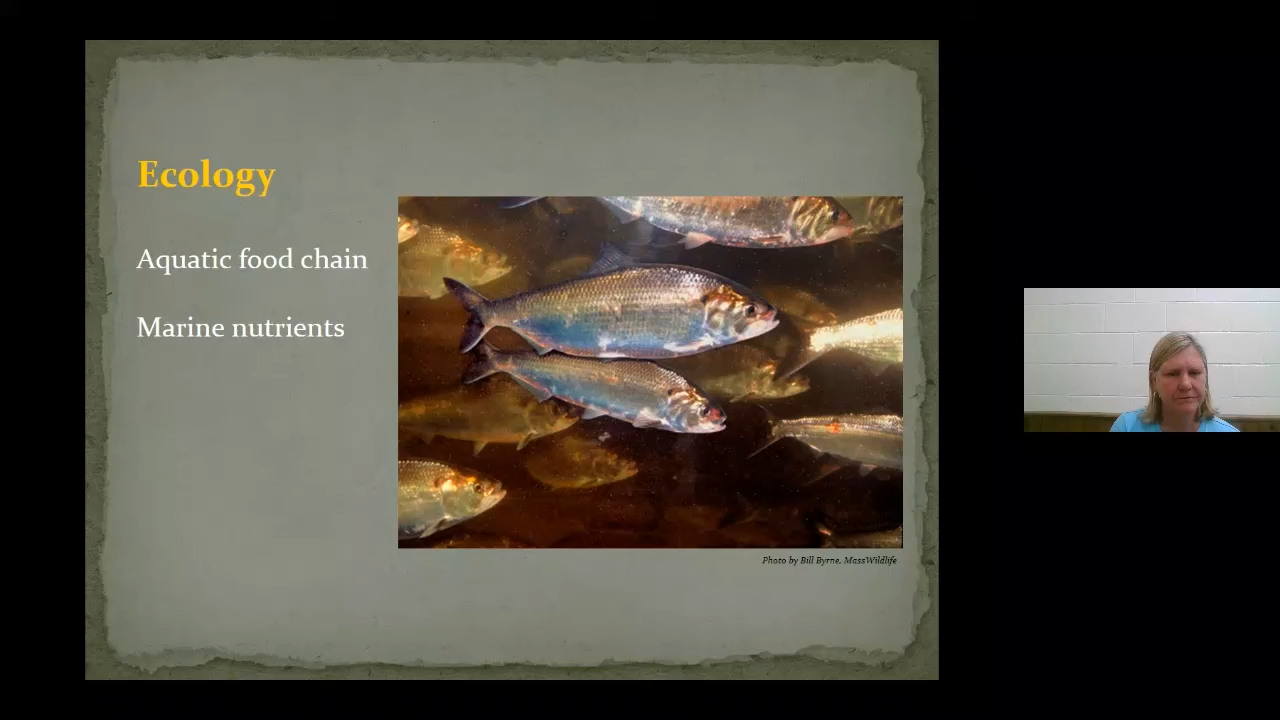 Ecology
Aquatic food chain
Marine nutrients
Photo by Bill Byrne, MassWildlife